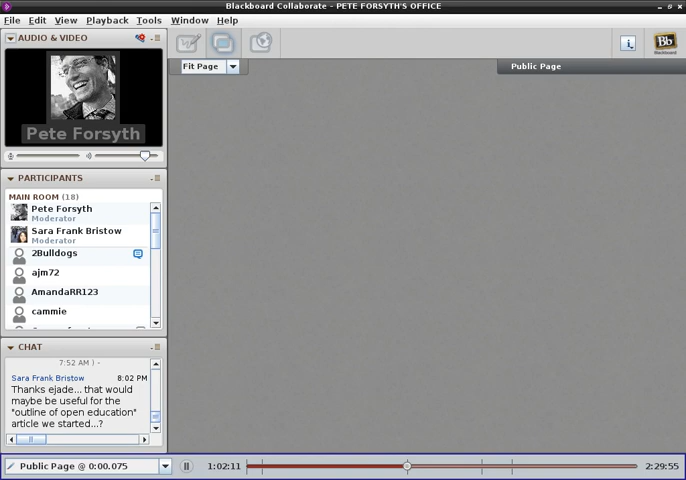 Blackboard Collaborate - PETE FORSYTH'S OFFICE
File Edit View Playback Tools Window Help
AUDIO & VIDEO
Pete Forsyth
PARTICIPANTS
MAIN ROOM (18)
Pete Forsyth
Moderator
Sara Frank Bristow
Moderator
2Bulldogs
ajm72
AmandaRR123
cammie
CHAT
7:52 AM ) -
Sara Frank Bristow 8:02 PM
Thanks ejade... that would
maybe be useful for the
"outline of open education"
article we started...?
Fit Page
Public Page
i
Bb
Blackboard
Public Page @ 0:00.075
1:02:11
2:29:55